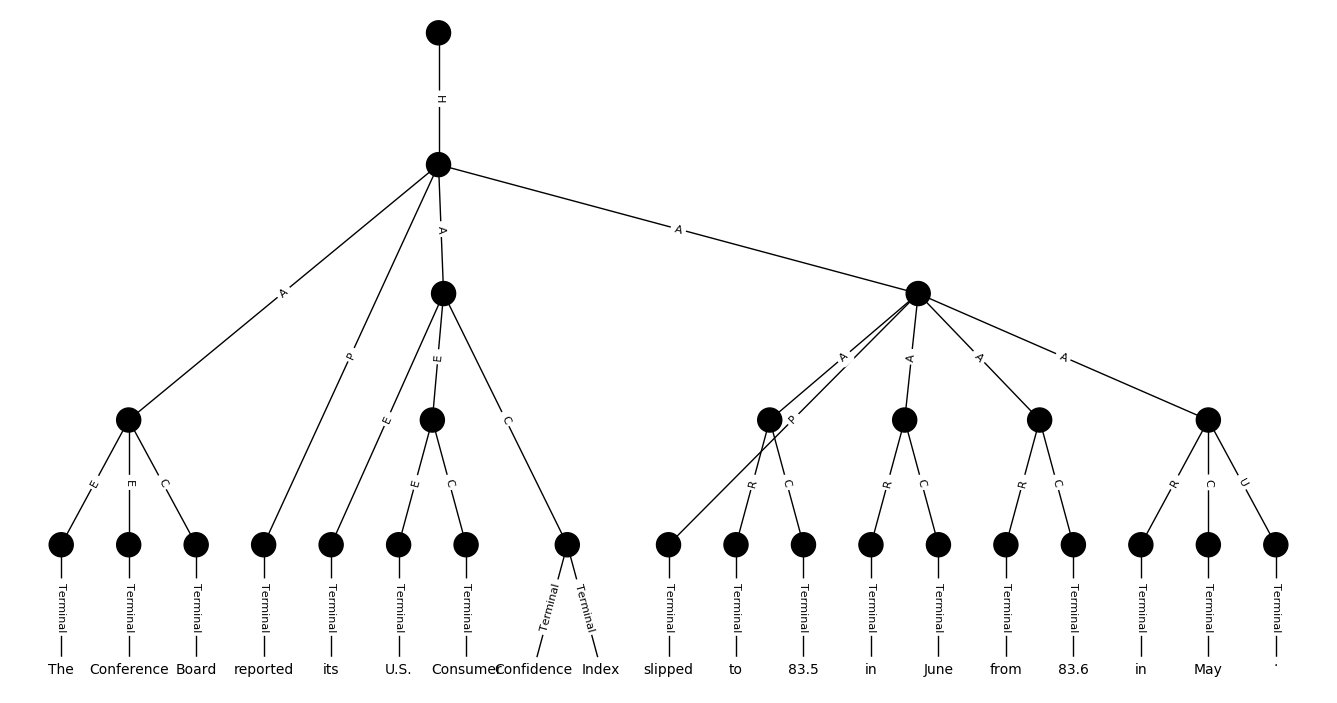 H
A
A
A
P
E
A
P
A
A
A
E
C
P
E
E
C
E
C
R
C
R
C
R
C
R
C
U
Terminal Terminal Terminal Terminal Terminal Terminal Terminal Terminal Terminal Terminal Terminal Terminal Terminal Terminal Terminal Terminal Terminal Terminal Terminal
The Conference Board reported its U.S. Consumer Confidence Index slipped to 83.5 in June from 83.6 in May .